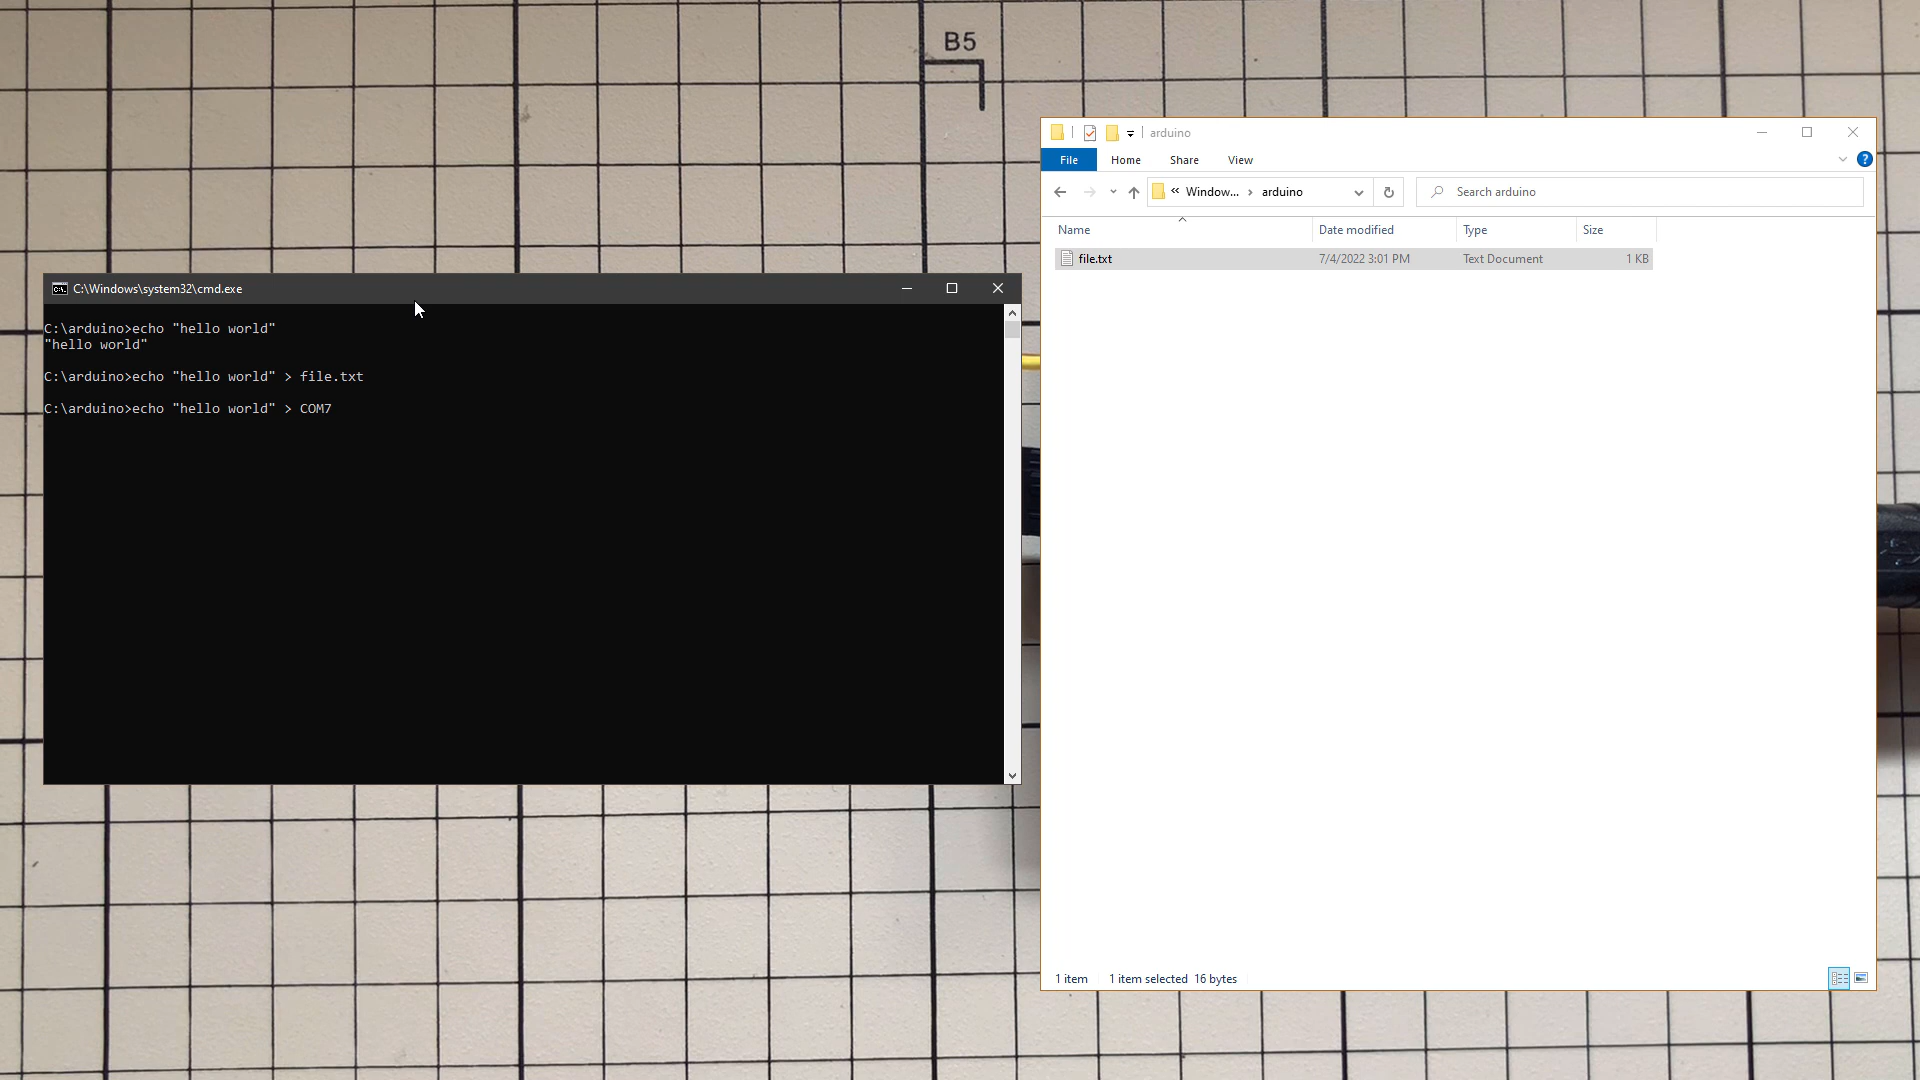 B5
C:\Windows\system32\cmd.exe
C:\arduino>echo "hello world"
"hello world"
C:\arduino>echo "hello world" > file.txt
C:\arduino>echo "hello world" > COM7
arduino
File Home Share View
« Window... › arduino
Search arduino
Name Date modified Type Size
file.txt 7/4/2022 3:01 PM Text Document 1 KB
1 item 1 item selected 16 bytes